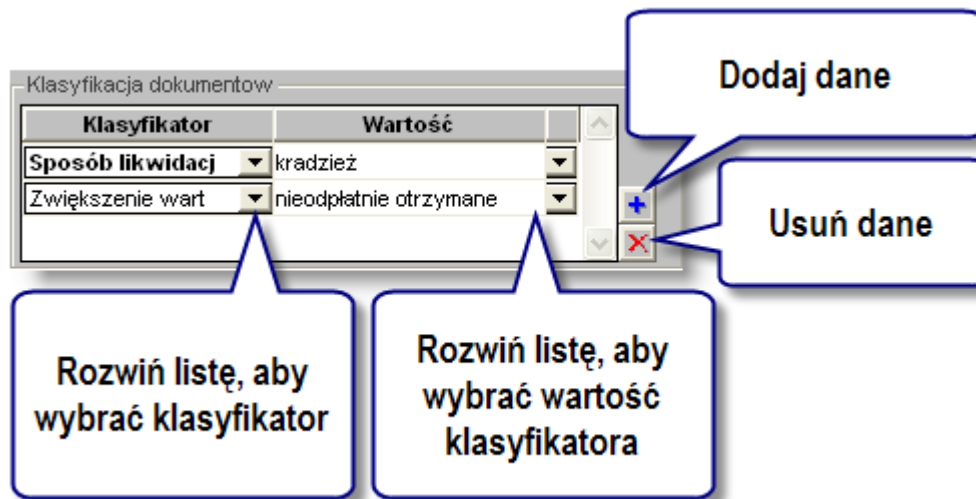 Dodaj dane
Klasyfikacja dokumentow
Klasyfikator Wartość
Sposób likwidacj kradzież
Zwiększenie wart nieodpłatnie otrzymane
Usuń dane
Rozwiń listę, aby
wybrać klasyfikator
Rozwiń listę, aby
wybrać wartość
klasyfikatora